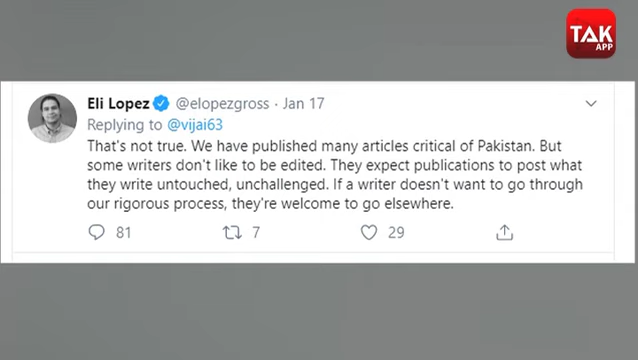 TAK
APP
Eli Lopez @elopezgross · Jan 17
Replying to @vijai63
That's not true. We have published many articles critical of Pakistan. But
some writers don't like to be edited. They expect publications to post what
they write untouched, unchallenged. If a writer doesn't want to go through
our rigorous process, they're welcome to go elsewhere.
81 7 29